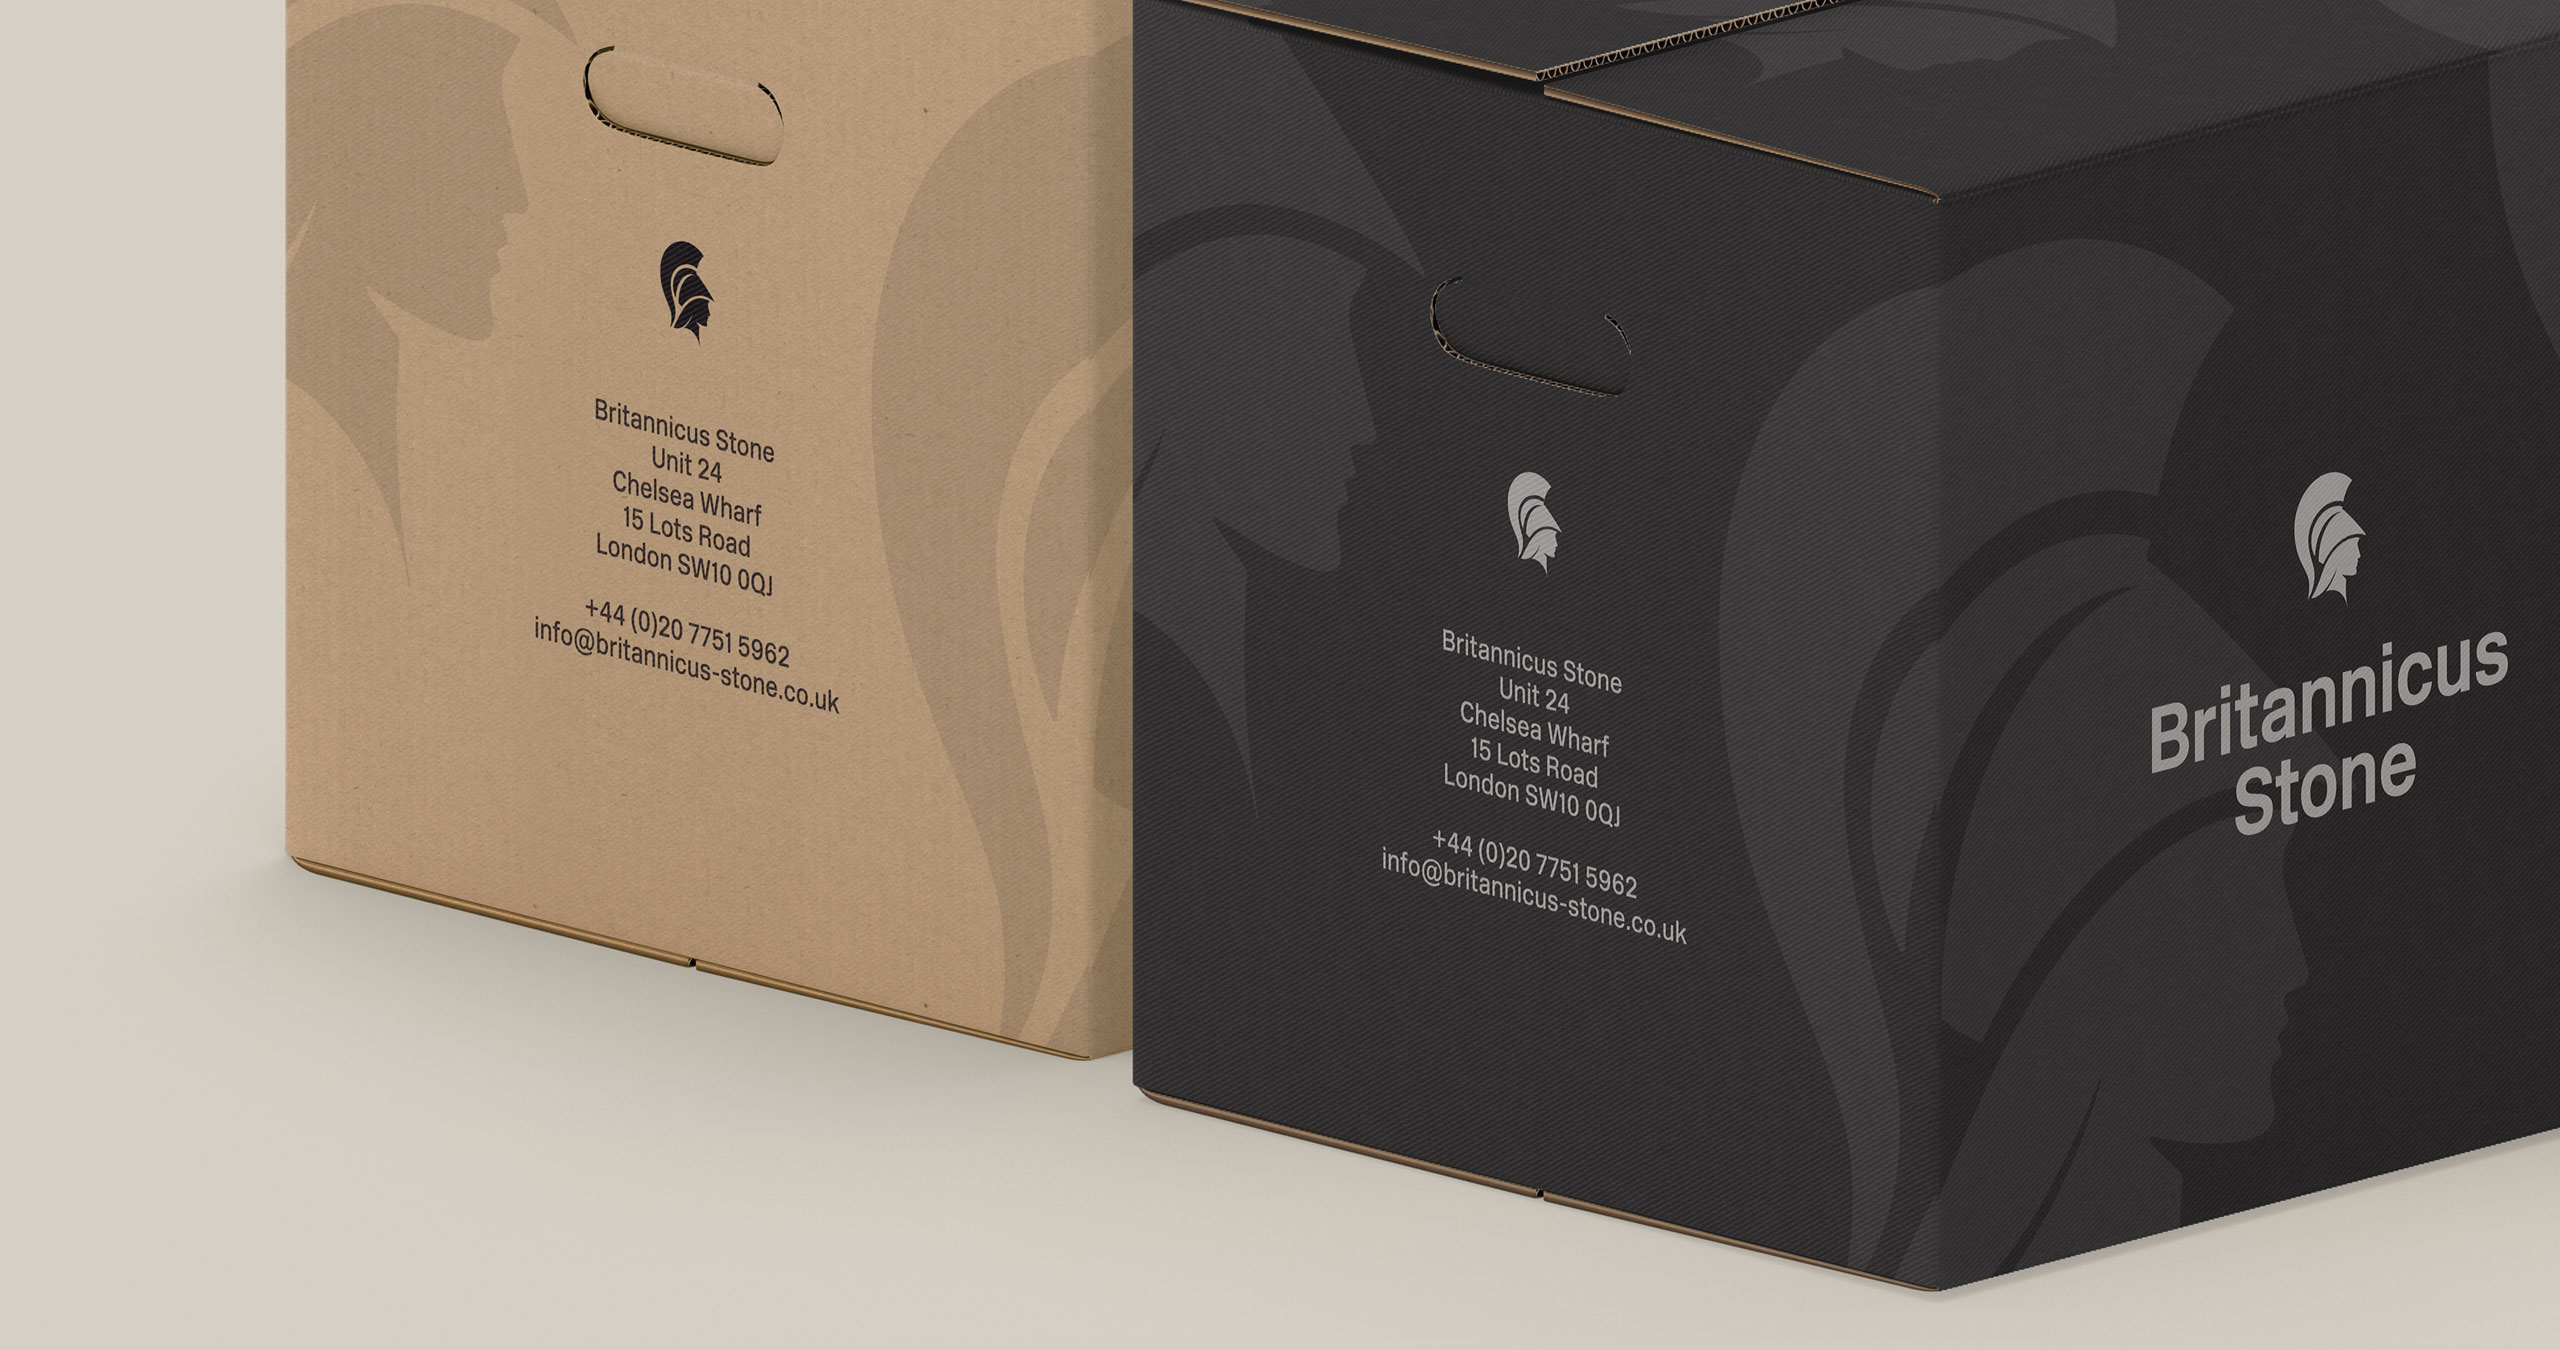 Britannicus Stone
Unit 24
Chelsea Wharf
15 Lots Road
London SW10 0QJ
+44 (0)20 7751 5962
info@britannicus-stone.co.uk
Britannicus Stone
Unit 24
Chelsea Wharf
15 Lots Road
London SW10 0QJ
+44 (0)20 7751 5962
info@britannicus-stone.co.uk
Britannicus
Stone